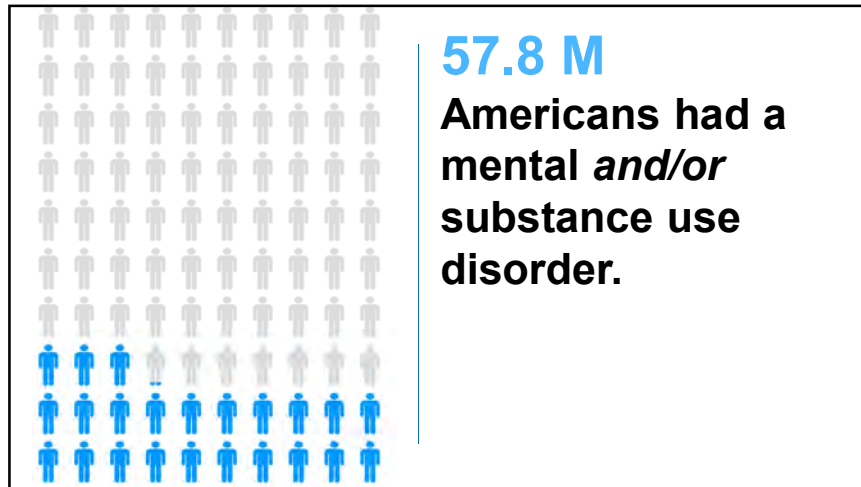 57.8 M
Americans had a
mental and/or
substance use
disorder.